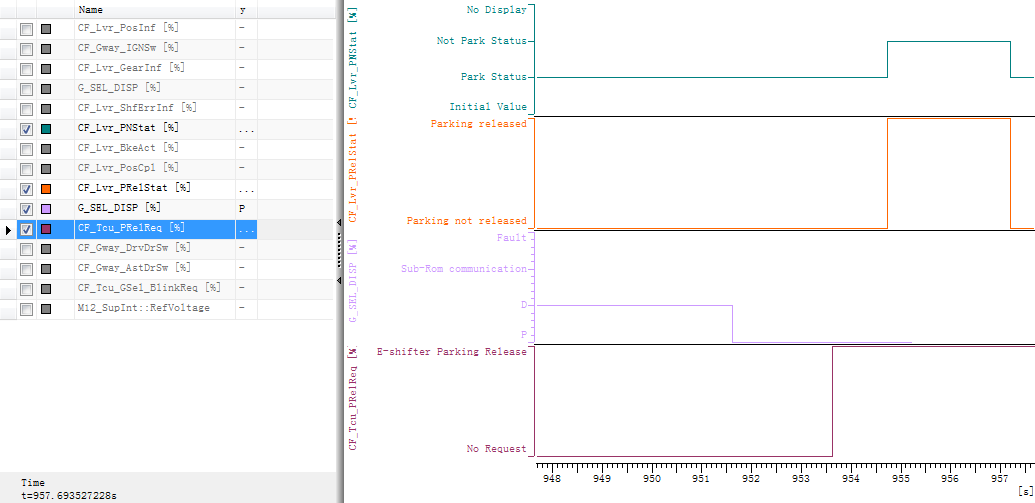 Name y
CF_Lvr_PosInf [%] -
CF_Gway_IGNSw [%] -
CF_Lvr_GearInf [%] -
G_SEL_DISP [%] -
CF_Lvr_ShfErrInf [%] -
CF_Lvr_PNStat [%] ...
CF_Lvr_BkeAct [%] -
CF_Lvr_PosCpl [%] -
CF_Lvr_PRelStat [%] ...
G_SEL_DISP [%] P
CF_Tcu_PRelReq [%] ...
CF_Gway_DrvDrSw [%] -
CF_Gway_AstDrSw [%] -
CF_Tcu_GSel_BlinkReq [%] -
M12_SupInt::RefVoltage -
Time
t=957.693527228s
CF_Lvr_PNStat [%]
No Display
Not Park Status
Park Status
Initial Value
CF_Lvr_PRelStat
Parking released
Parking not released
G_SEL_DISP [%]
Fault
Sub-Rom communication
D
P
CF_Tcu_PRelReq [%]
E-shifter Parking Release
No Request
948 949 950 951 952 953 954 955 956 957
[s]